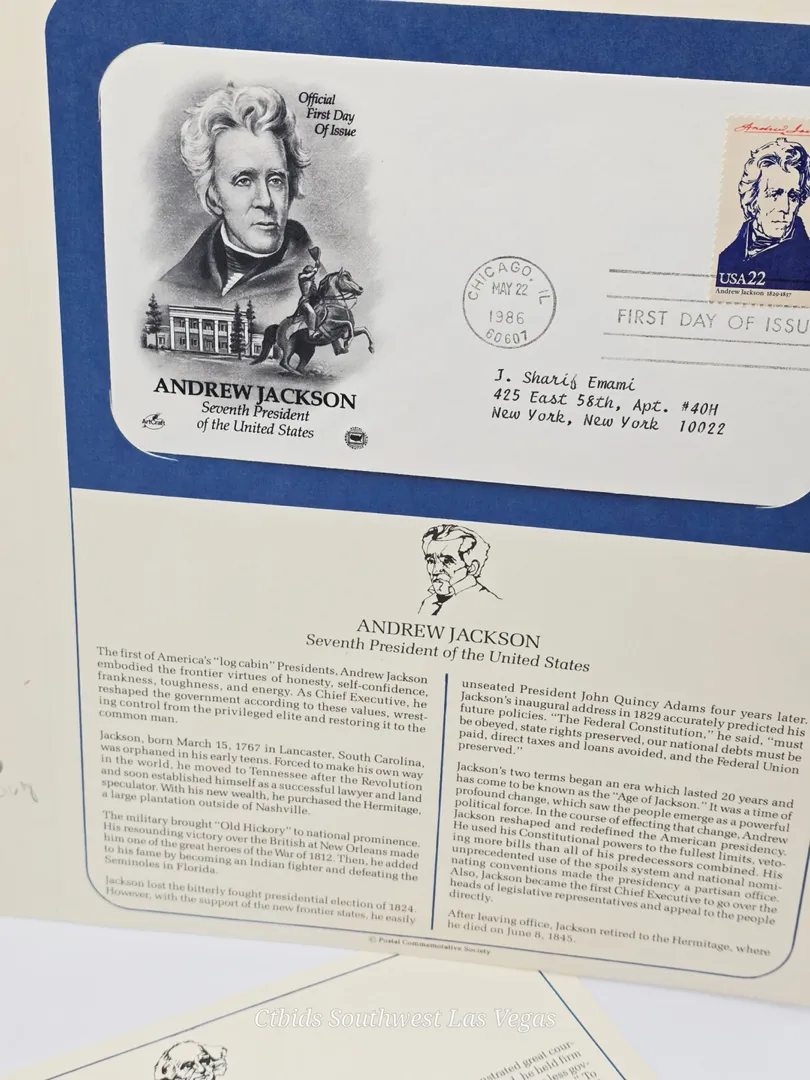 Official
First Day
Of Issue
USA 22
Andrew Jackson 1829-1837
CHICAGO, IL
MAY 22
1986
60607
FIRST DAY OF ISSU
ANDREW JACKSON
Seventh President
of the United States
ArtCraft
J. Sharif Emami
425 East 58th, Apt. #40H
New York, New York 10022
ANDREW JACKSON
Seventh President of the United States
The first of America's "log cabin" Presidents, Andrew Jackson
embodied the frontier virtues of honesty, self-confidence,
frankness, toughness, and energy. As Chief Executive, he
reshaped the government according to these values, wrest-
ing control from the privileged elite and restoring it to the
common man.
Jackson, born March 15, 1767 in Lancaster, South Carolina,
was orphaned in his early teens. Forced to make his own way
in the world, he moved to Tennessee after the Revolution
and soon established himself as a successful lawyer and land
speculator. With his new wealth, he purchased the Hermitage,
a large plantation outside of Nashville.
The military brought "Old Hickory" to national prominence.
His resounding victory over the British at New Orleans made
him one of the great heroes of the War of 1812. Then, he added
to his fame by becoming an Indian fighter and defeating the
Seminoles in Florida.
Jackson lost the bitterly fought presidential election of 1824.
However, with the support of the new frontier states, he easily
unseated President John Quincy Adams four years later.
Jackson's inaugural address in 1829 accurately predicted his
future policies. "The Federal Constitution," he said, "must
be obeyed, state rights preserved, our national debts must be
paid, direct taxes and loans avoided, and the Federal Union
preserved."
Jackson's two terms began an era which lasted 20 years and
has come to be known as the "Age of Jackson." It was a time of
profound change, which saw the people emerge as a powerful
political force. In the course of effecting that change, Andrew
Jackson reshaped and redefined the American presidency.
He used his Constitutional powers to the fullest limits, veto-
ing more bills than all of his predecessors combined. His
unprecedented use of the spoils system and national nomi-
nating conventions made the presidency a partisan office.
Also, Jackson became the first Chief Executive to go over the
heads of legislative representatives and appeal to the people
directly.
After leaving office, Jackson retired to the Hermitage, where
he died on June 8, 1845.
© Postal Commemorative Society
Ctbids Southwest Las Vegas
strated great cour-
he held firm
less gov-
"To